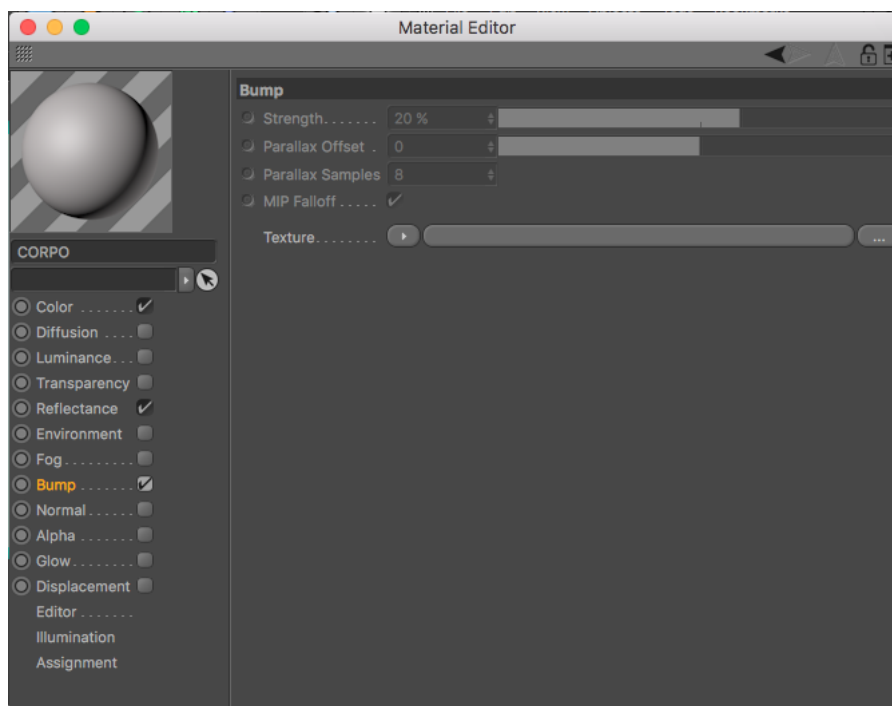 Material Editor
Bump
Strength....... 20 %
Parallax Offset . 0
Parallax Samples 8
MIP Falloff.....
Texture........ ...
CORPO
Color .......
Diffusion ....
Luminance...
Transparency
Reflectance
Environment
Fog.........
Bump .......
Normal......
Alpha .......
Glow........
Displacement
Editor .......
Illumination
Assignment